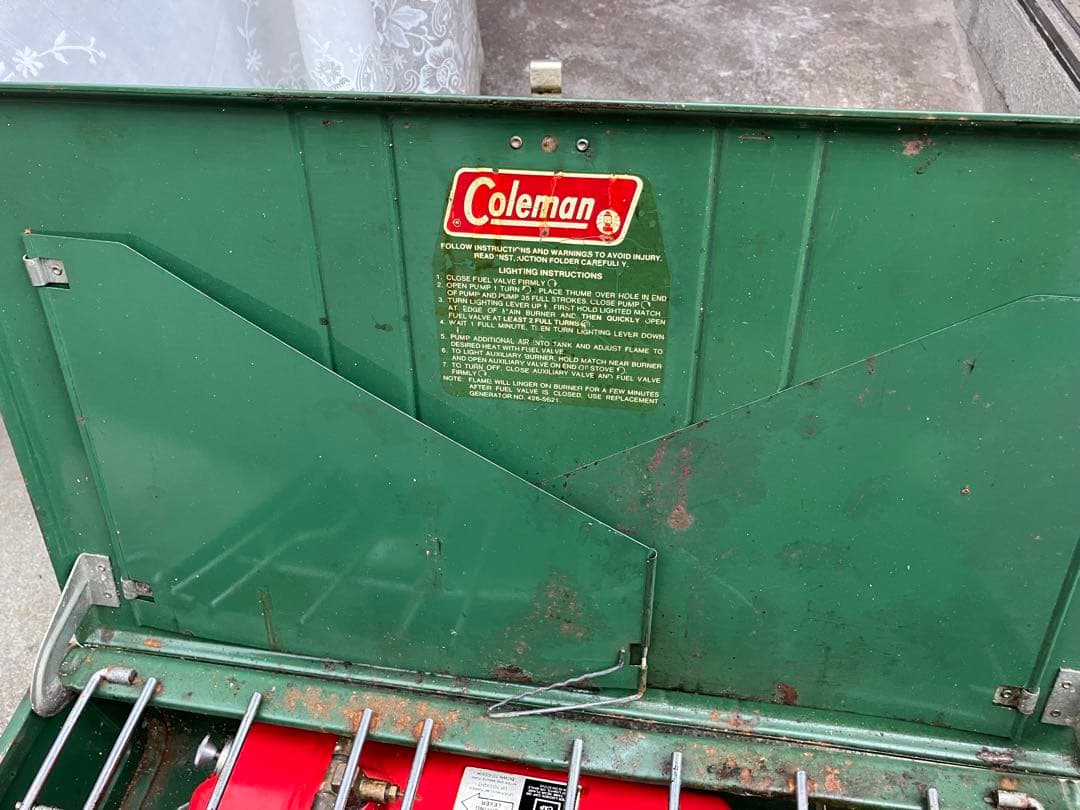 Coleman
FOLLOW INSTRUCTIONS AND WARNINGS TO AVOID INJURY.
READ INSTRUCTION FOLDER CAREFULLY.
LIGHTING INSTRUCTIONS
1. CLOSE FUEL VALVE FIRMLY
2. OPEN PUMP 1 TURN . PLACE THUMB OVER HOLE IN END
OF PUMP AND PUMP 35 FULL STROKES. CLOSE PUMP
3. TURN LIGHTING LEVER UP . FIRST HOLD LIGHTED MATCH
AT EDGE OF MAIN BURNER AND THEN QUICKLY OPEN
FUEL VALVE AT LEAST 2 FULL TURNS
4. WAIT 1 FULL MINUTE, THEN TURN LIGHTING LEVER DOWN
5. PUMP ADDITIONAL AIR INTO TANK AND ADJUST FLAME TO
DESIRED HEAT WITH FUEL VALVE.
6. TO LIGHT AUXILIARY BURNER, HOLD MATCH NEAR BURNER
AND OPEN AUXILIARY VALVE ON END OF STOVE
7. TO TURN OFF, CLOSE AUXILIARY VALVE AND FUEL VALVE
FIRMLY
NOTE: FLAME WILL LINGER ON BURNER FOR A FEW MINUTES
AFTER FUEL VALVE IS CLOSED. USE REPLACEMENT
GENERATOR NO. 426-5621.
LEVER
UP